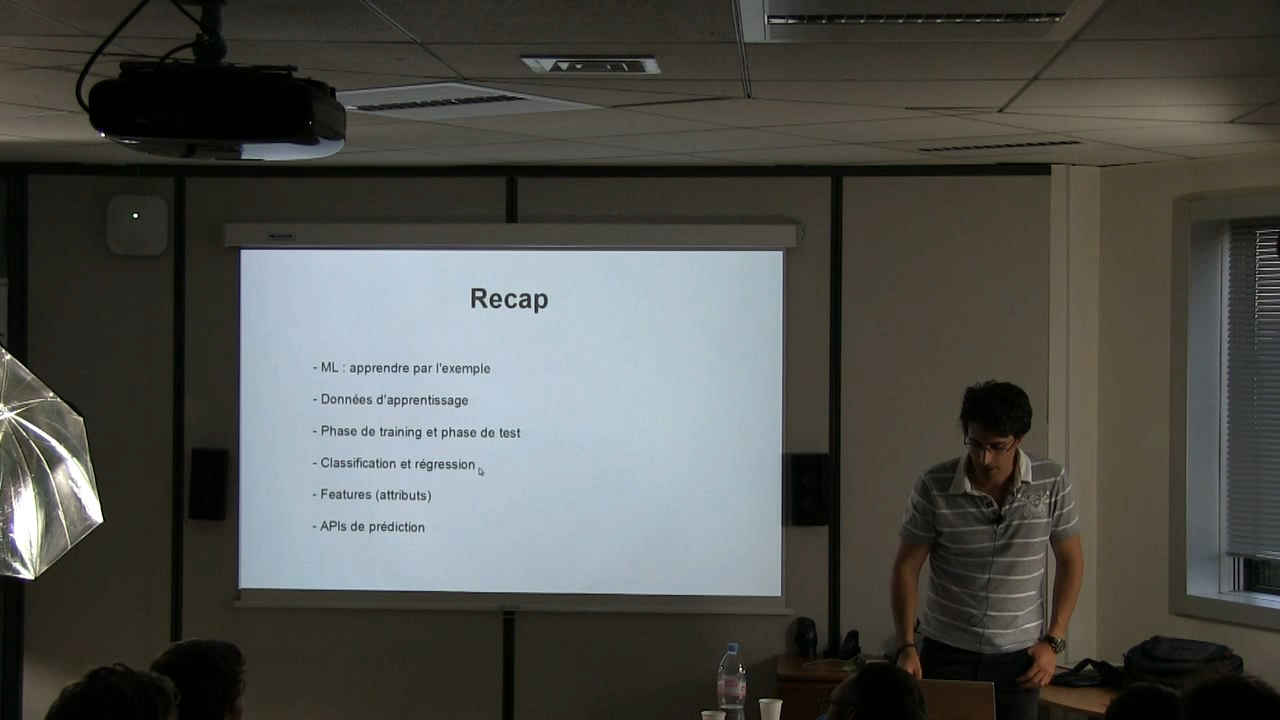 Recap
- ML : apprendre par l'exemple
- Données d'apprentissage
- Phase de training et phase de test
- Classification et régression
- Features (attributs)
- APIs de prédiction